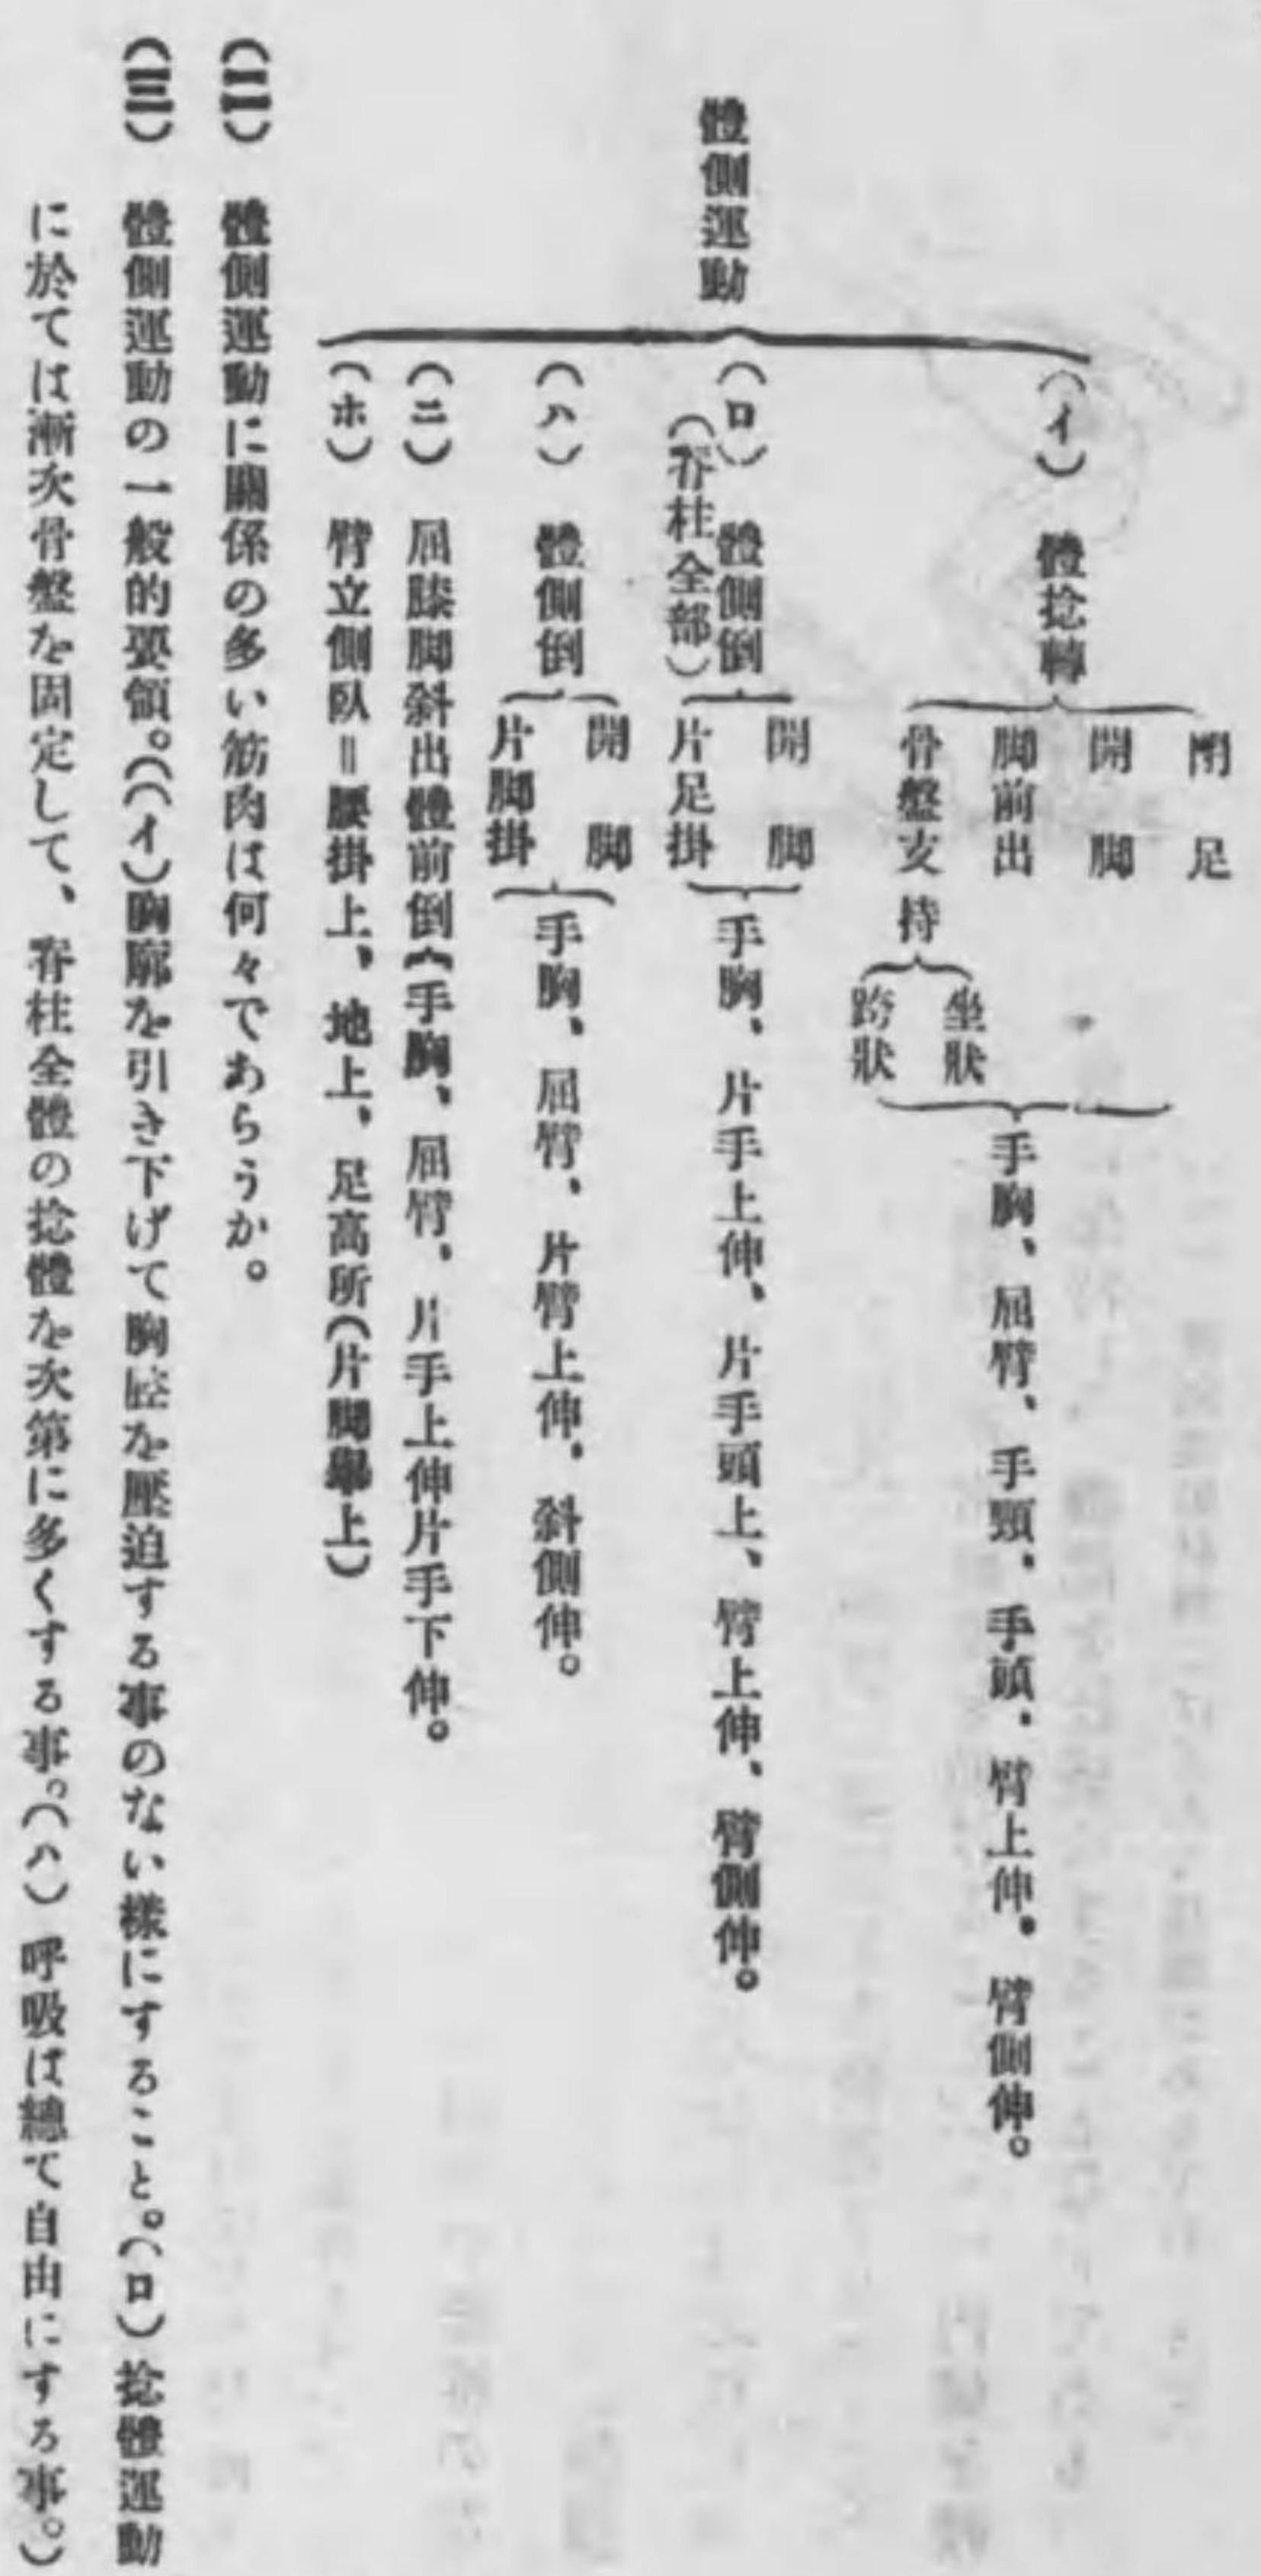 體側運動
(イ) 體捻轉
閉足
開脚
脚前出
骨盤支持
坐狀
跨狀
手胸、屈臂、手頸、手頭、臂上伸、臂側伸。
(ロ) 體側倒
(脊柱全部)
開脚
片足掛
手胸、片手上伸、片手頭上、臂上伸、臂側伸。
(ハ) 體側倒
開脚
片脚掛
手胸、屈臂、片臂上伸、斜側伸。
(ニ) 屈膝脚斜出體前倒{手胸、屈臂、片手上伸片手下伸。
(ホ) 臂立側臥=腰掛上、地上、足高所(片脚擧上)
(二) 體側運動に關係の多い筋肉は何々であらうか。
(三) 體側運動の一般的要領。((イ)胸廓を引き下げて胸腔を壓迫する事のない樣にすること。(ロ)捻體運動
に於ては漸次骨盤を固定して、脊柱全體の捻體を次第に多くする事。(ハ)呼吸は總て自由にする事。)